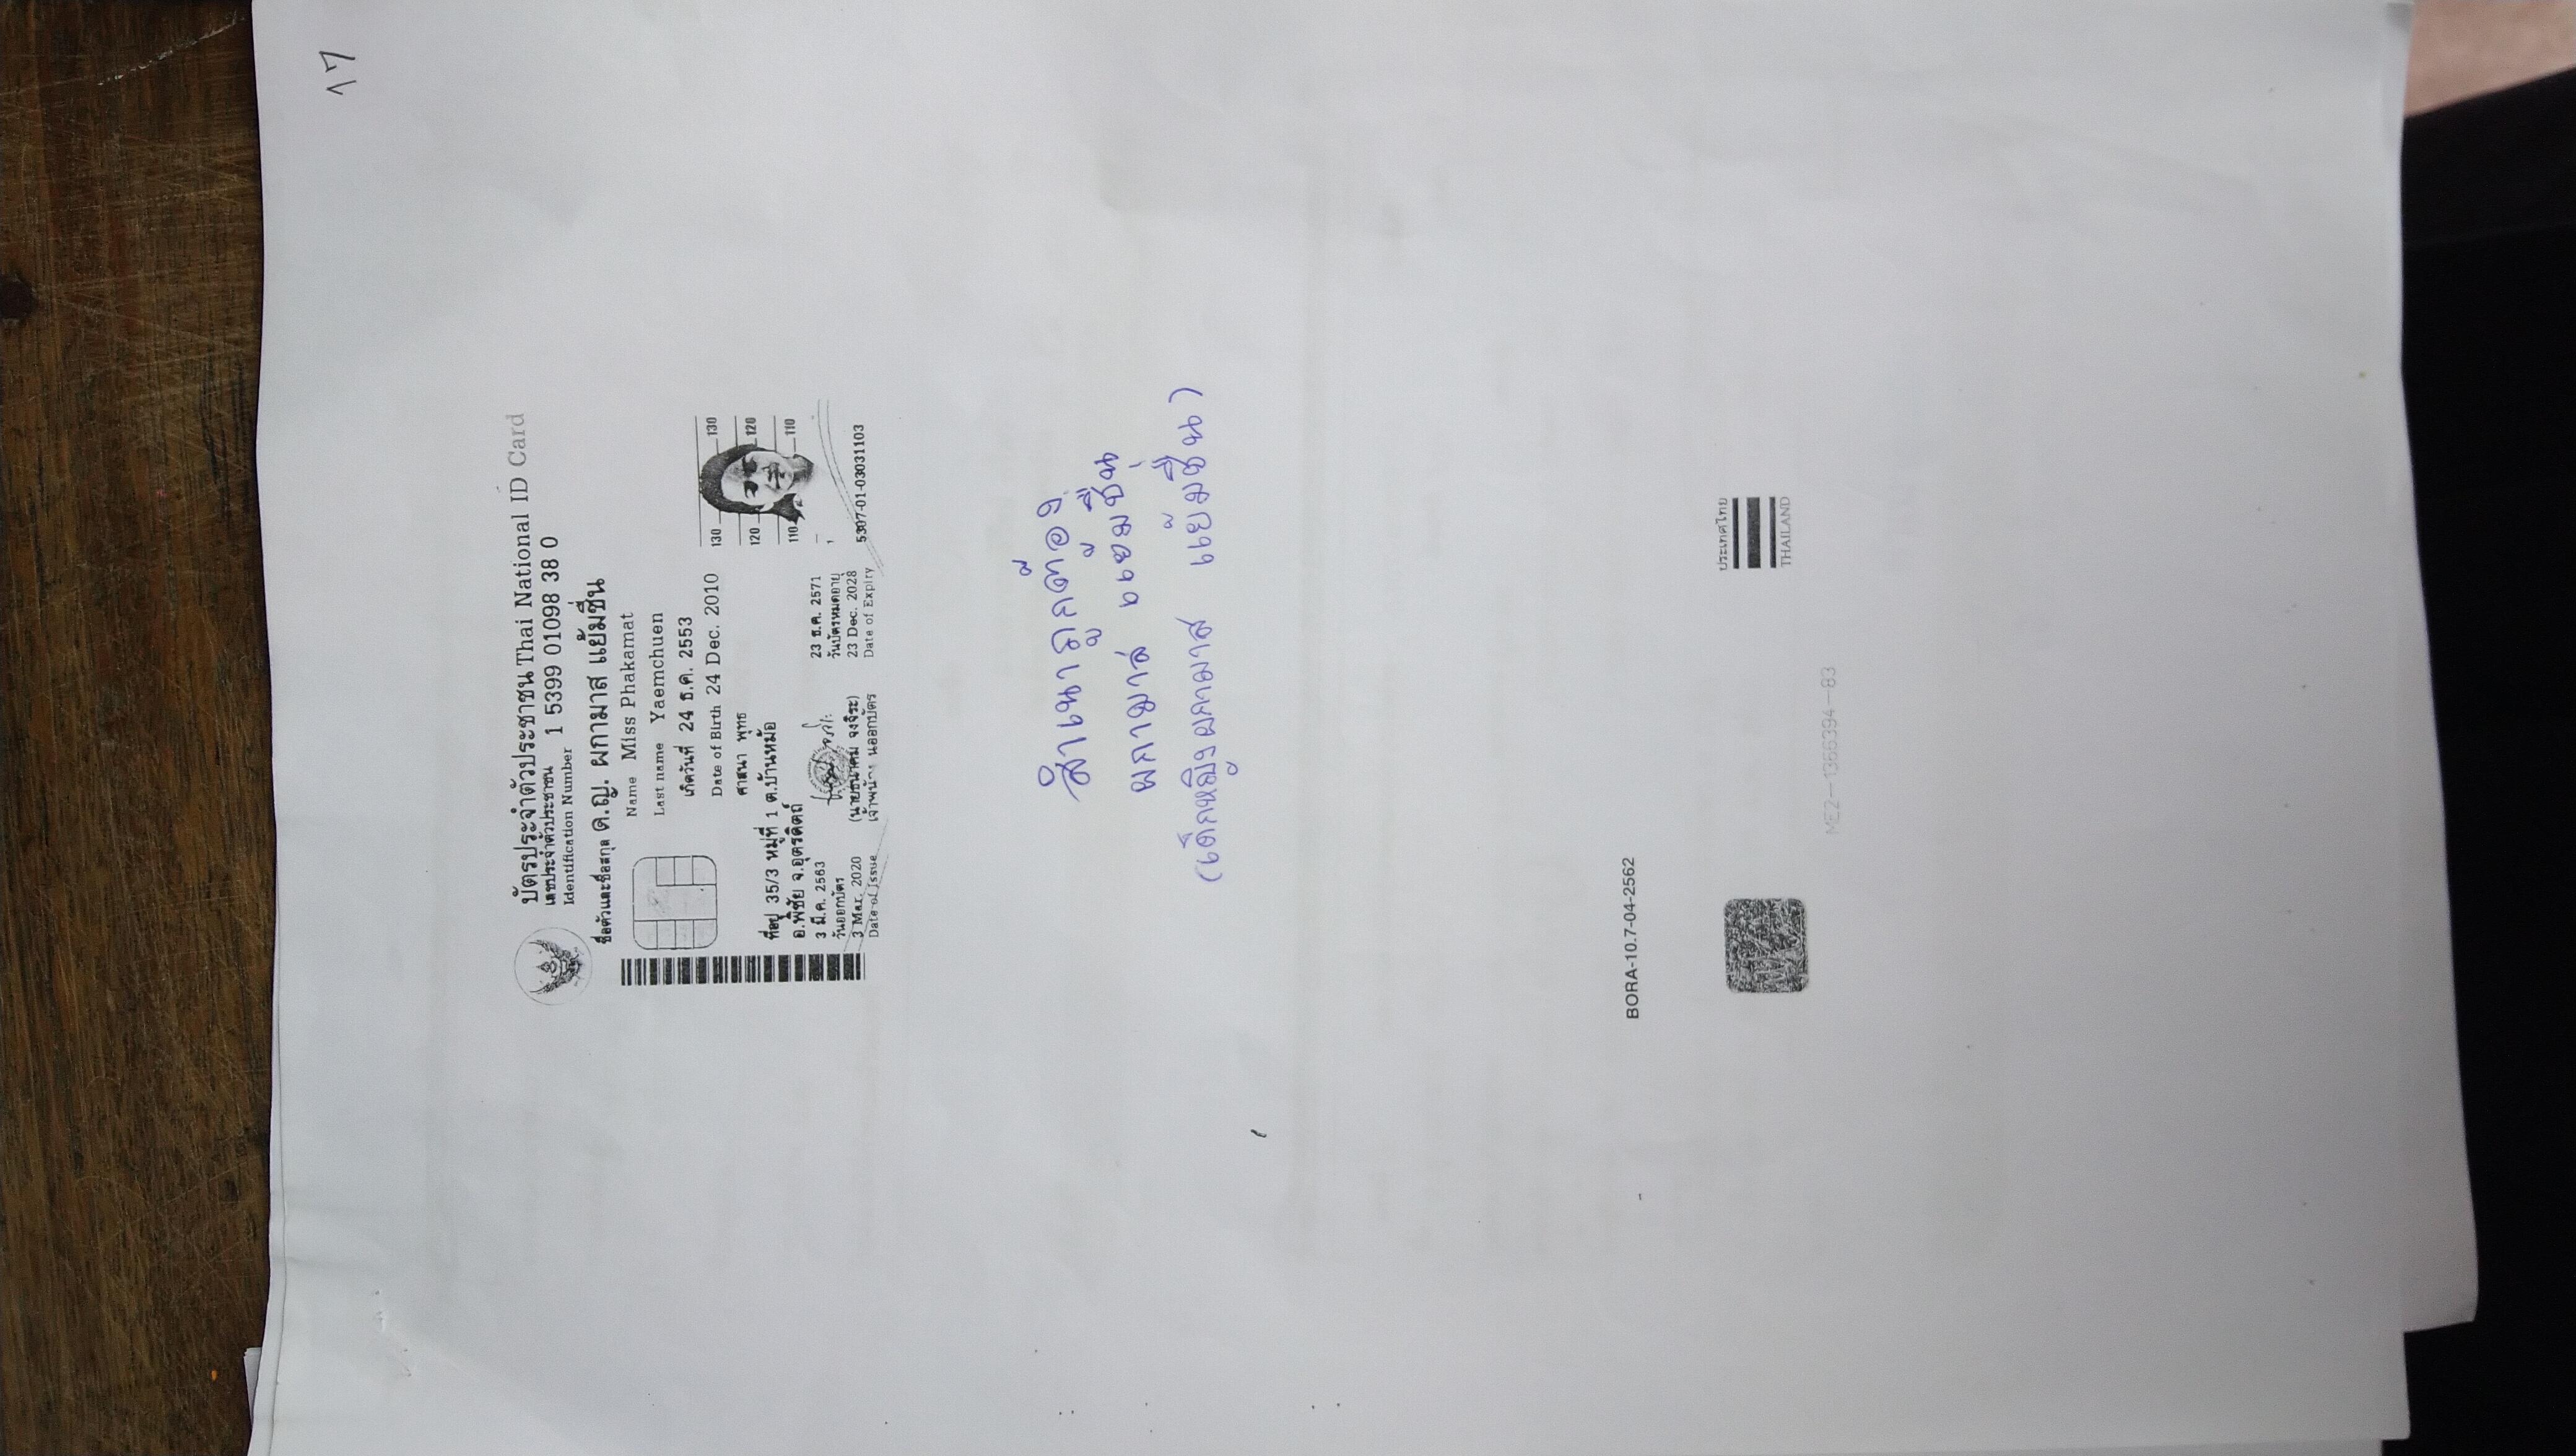 17
บัตรประจำตัวประชาชน Thai National ID Card
เลขประจำตัวประชาชน 1 5399 01098 38 0
Identification Number
ชื่อตัวและชื่อสกุล ด.ญ. ผกามาส แย้มชื่น
Name Miss Phakamat
Last name Yaemchuen
เกิดวันที่ 24 ธ.ค. 2553
Date of Birth 24 Dec. 2010
ศาสนา พุทธ
ที่อยู่ 35/3 หมู่ที่ 1 ต.บ้านหม้อ
อ.พิชัย จ.อุตรดิตถ์
3 มี.ค. 2563
วันออกบัตร
3 Mar. 2020
Date of Issue
เจ้าพนักงานออกบัตร
23 ธ.ค. 2571
วันบัตรหมดอายุ
23 Dec. 2028
Date of Expiry
130 130
120 120
110 110
5307-01-03031103
สำเนาถูกต้อง
ผกามาส แย้มชื่น
(เด็กหญิงผกามาส แย้มชื่น)
BORA-10.7-04-2562
ประเทศไทย
THAILAND
ME2-1366394-83